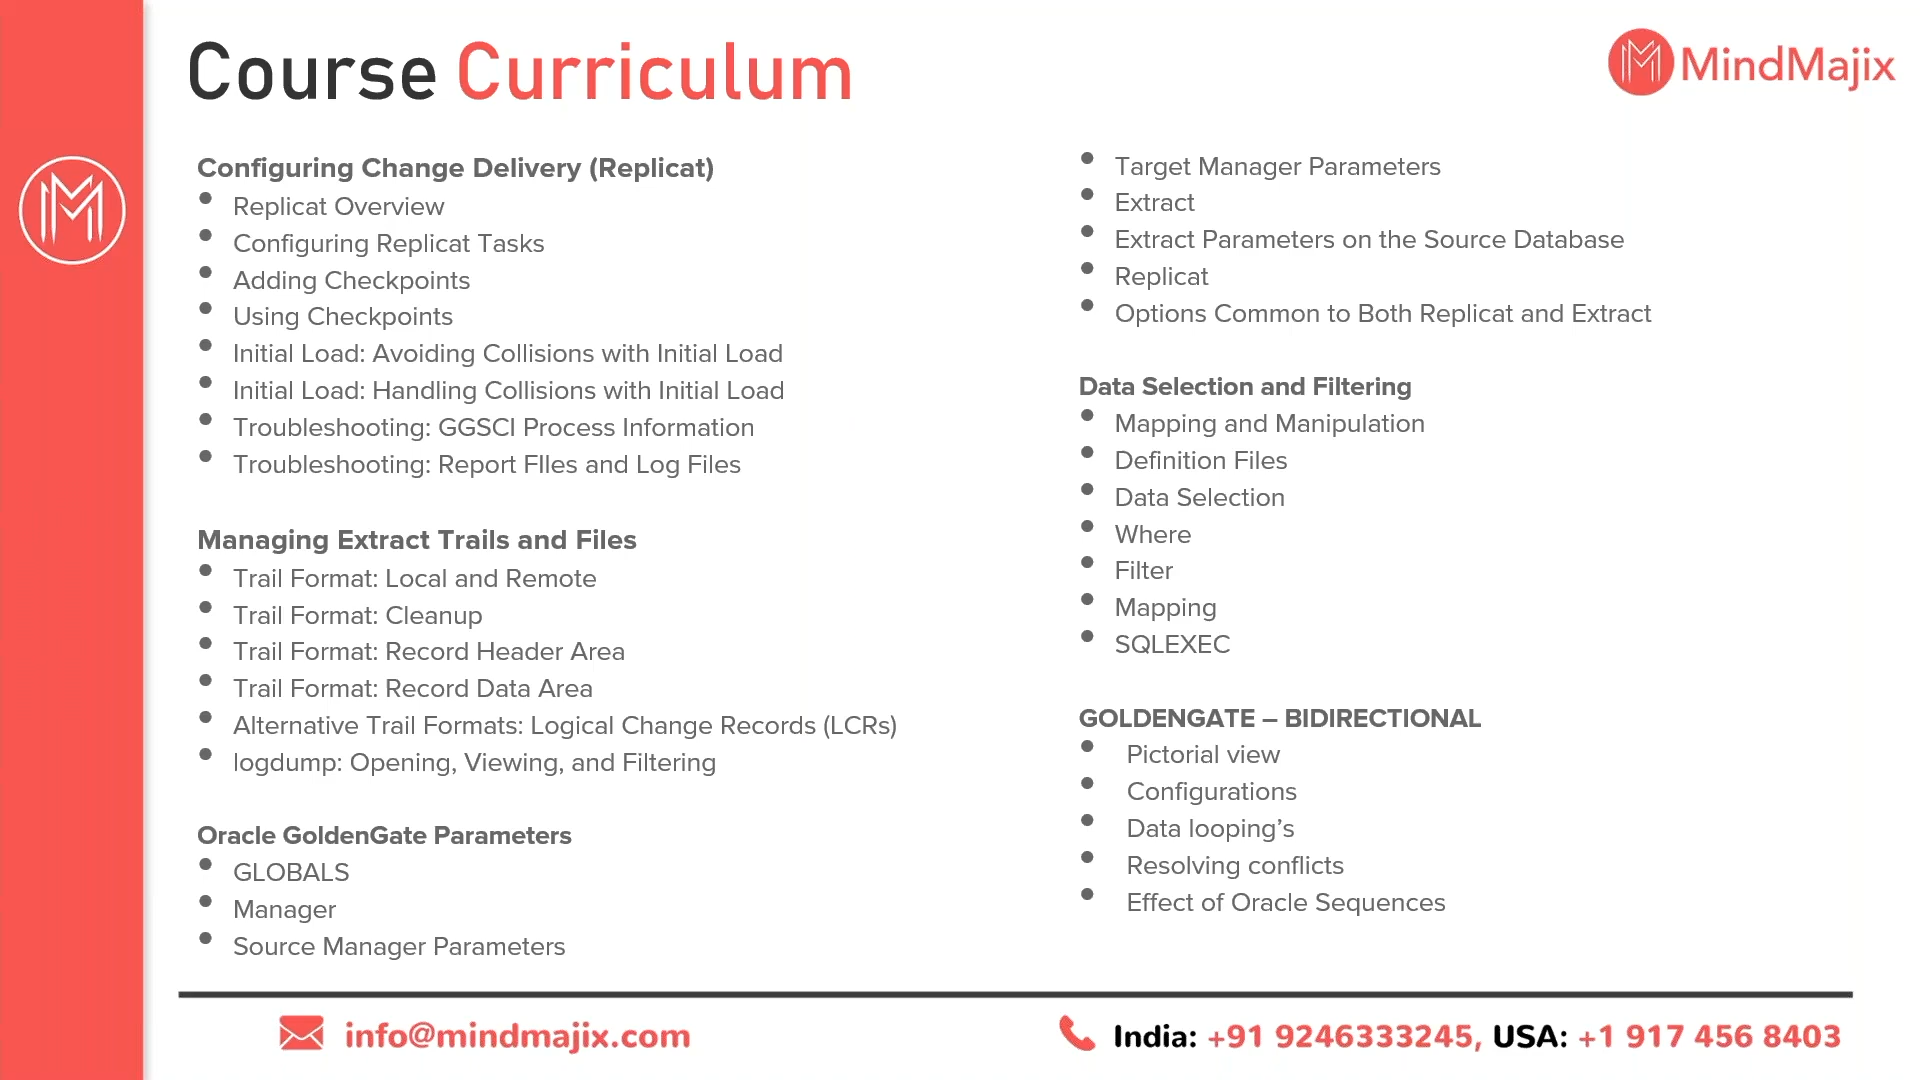 Course Curriculum
MindMajix
Configuring Change Delivery (Replicat)
• Replicat Overview
• Configuring Replicat Tasks
• Adding Checkpoints
• Using Checkpoints
• Initial Load: Avoiding Collisions with Initial Load
• Initial Load: Handling Collisions with Initial Load
• Troubleshooting: GGSCI Process Information
• Troubleshooting: Report FIles and Log Files
Managing Extract Trails and Files
• Trail Format: Local and Remote
• Trail Format: Cleanup
• Trail Format: Record Header Area
• Trail Format: Record Data Area
• Alternative Trail Formats: Logical Change Records (LCRs)
• logdump: Opening, Viewing, and Filtering
Oracle GoldenGate Parameters
• GLOBALS
• Manager
• Source Manager Parameters
• Target Manager Parameters
• Extract
• Extract Parameters on the Source Database
• Replicat
• Options Common to Both Replicat and Extract
Data Selection and Filtering
• Mapping and Manipulation
• Definition Files
• Data Selection
• Where
• Filter
• Mapping
• SQLEXEC
GOLDENGATE – BIDIRECTIONAL
• Pictorial view
• Configurations
• Data looping’s
• Resolving conflicts
• Effect of Oracle Sequences
info@mindmajix.com
India: +91 9246333245, USA: +1 917 456 8403